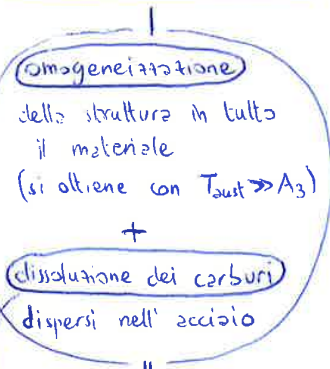 omogeneizzazione
della struttura in tutto
il materiale
(si ottiene con Taust >> A3)
+
dissoluzione dei carburi
dispersi nell' acciaio